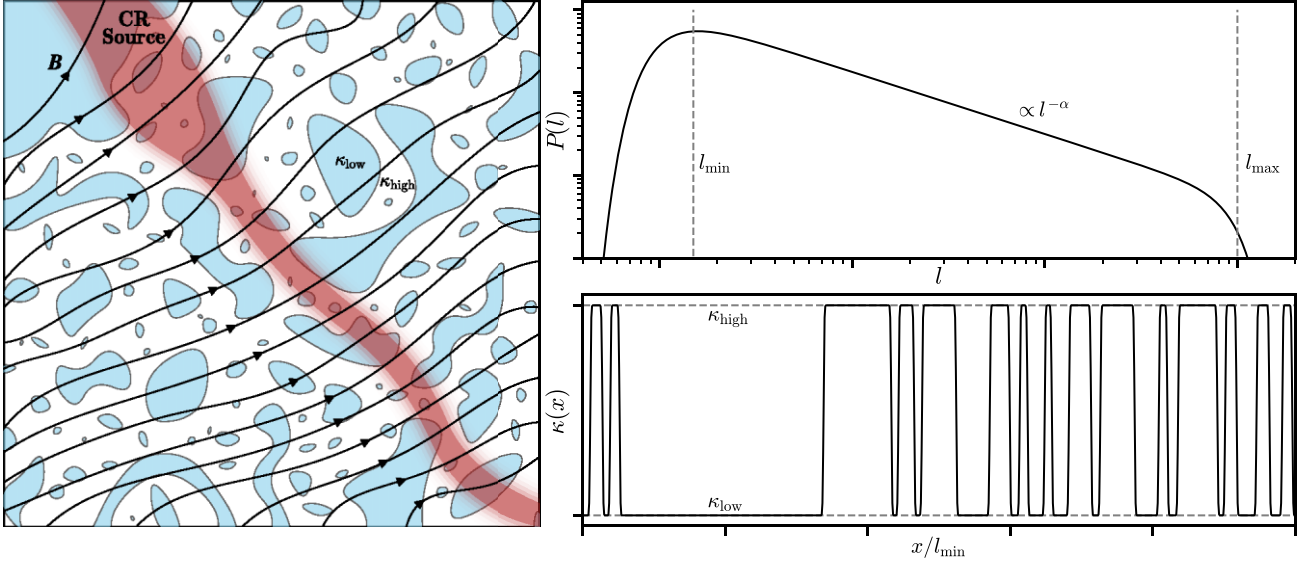 CR
Source
B
κlow
κhigh
P(l)
∝ l^−α
lmin
lmax
l
κ(x)
κhigh
κlow
x/lmin